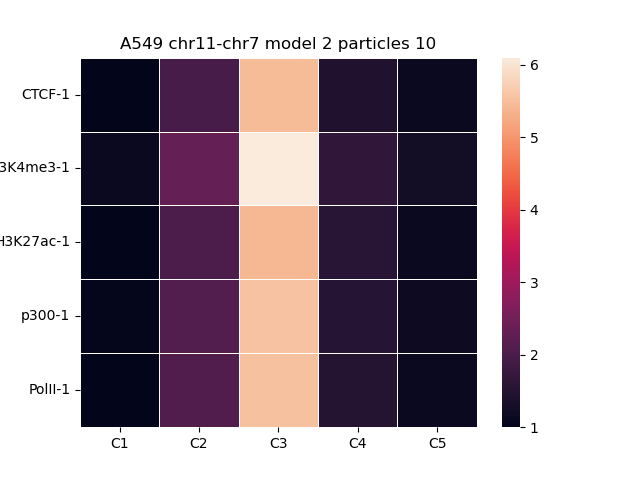 A549 chr11-chr7 model 2 particles 10
CTCF-1
3K4me3-1
H3K27ac-1
p300-1
PolII-1
C1 C2 C3 C4 C5
6
5
4
3
2
1